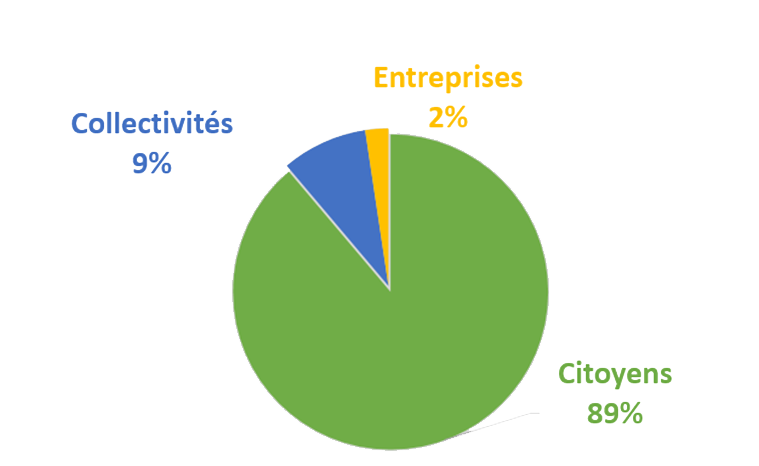 Entreprises
2%
Collectivités
9%
Citoyens
89%